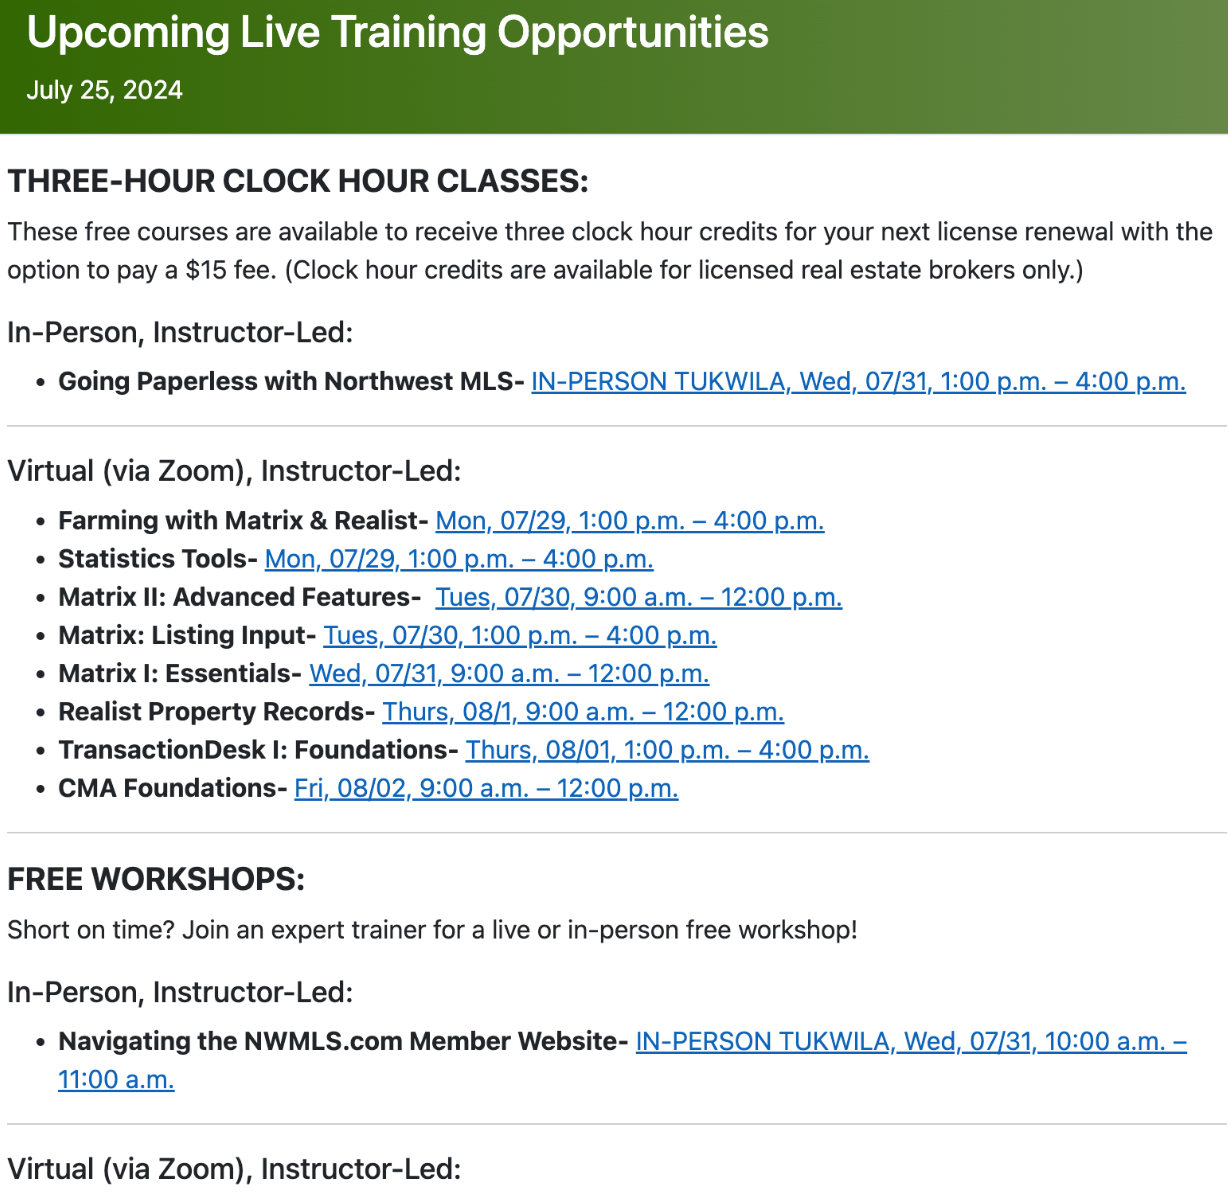 Upcoming Live Training Opportunities
July 25, 2024
THREE-HOUR CLOCK HOUR CLASSES:
These free courses are available to receive three clock hour credits for your next license renewal with the
option to pay a $15 fee. (Clock hour credits are available for licensed real estate brokers only.)
In-Person, Instructor-Led:
• Going Paperless with Northwest MLS- IN-PERSON TUKWILA, Wed, 07/31, 1:00 p.m. – 4:00 p.m.
Virtual (via Zoom), Instructor-Led:
• Farming with Matrix & Realist- Mon, 07/29, 1:00 p.m. – 4:00 p.m.
• Statistics Tools- Mon, 07/29, 1:00 p.m. – 4:00 p.m.
• Matrix II: Advanced Features- Tues, 07/30, 9:00 a.m. – 12:00 p.m.
• Matrix: Listing Input- Tues, 07/30, 1:00 p.m. – 4:00 p.m.
• Matrix I: Essentials- Wed, 07/31, 9:00 a.m. – 12:00 p.m.
• Realist Property Records- Thurs, 08/1, 9:00 a.m. – 12:00 p.m.
• TransactionDesk I: Foundations- Thurs, 08/01, 1:00 p.m. – 4:00 p.m.
• CMA Foundations- Fri, 08/02, 9:00 a.m. – 12:00 p.m.
FREE WORKSHOPS:
Short on time? Join an expert trainer for a live or in-person free workshop!
In-Person, Instructor-Led:
• Navigating the NWMLS.com Member Website- IN-PERSON TUKWILA, Wed, 07/31, 10:00 a.m. –
11:00 a.m.
Virtual (via Zoom), Instructor-Led: